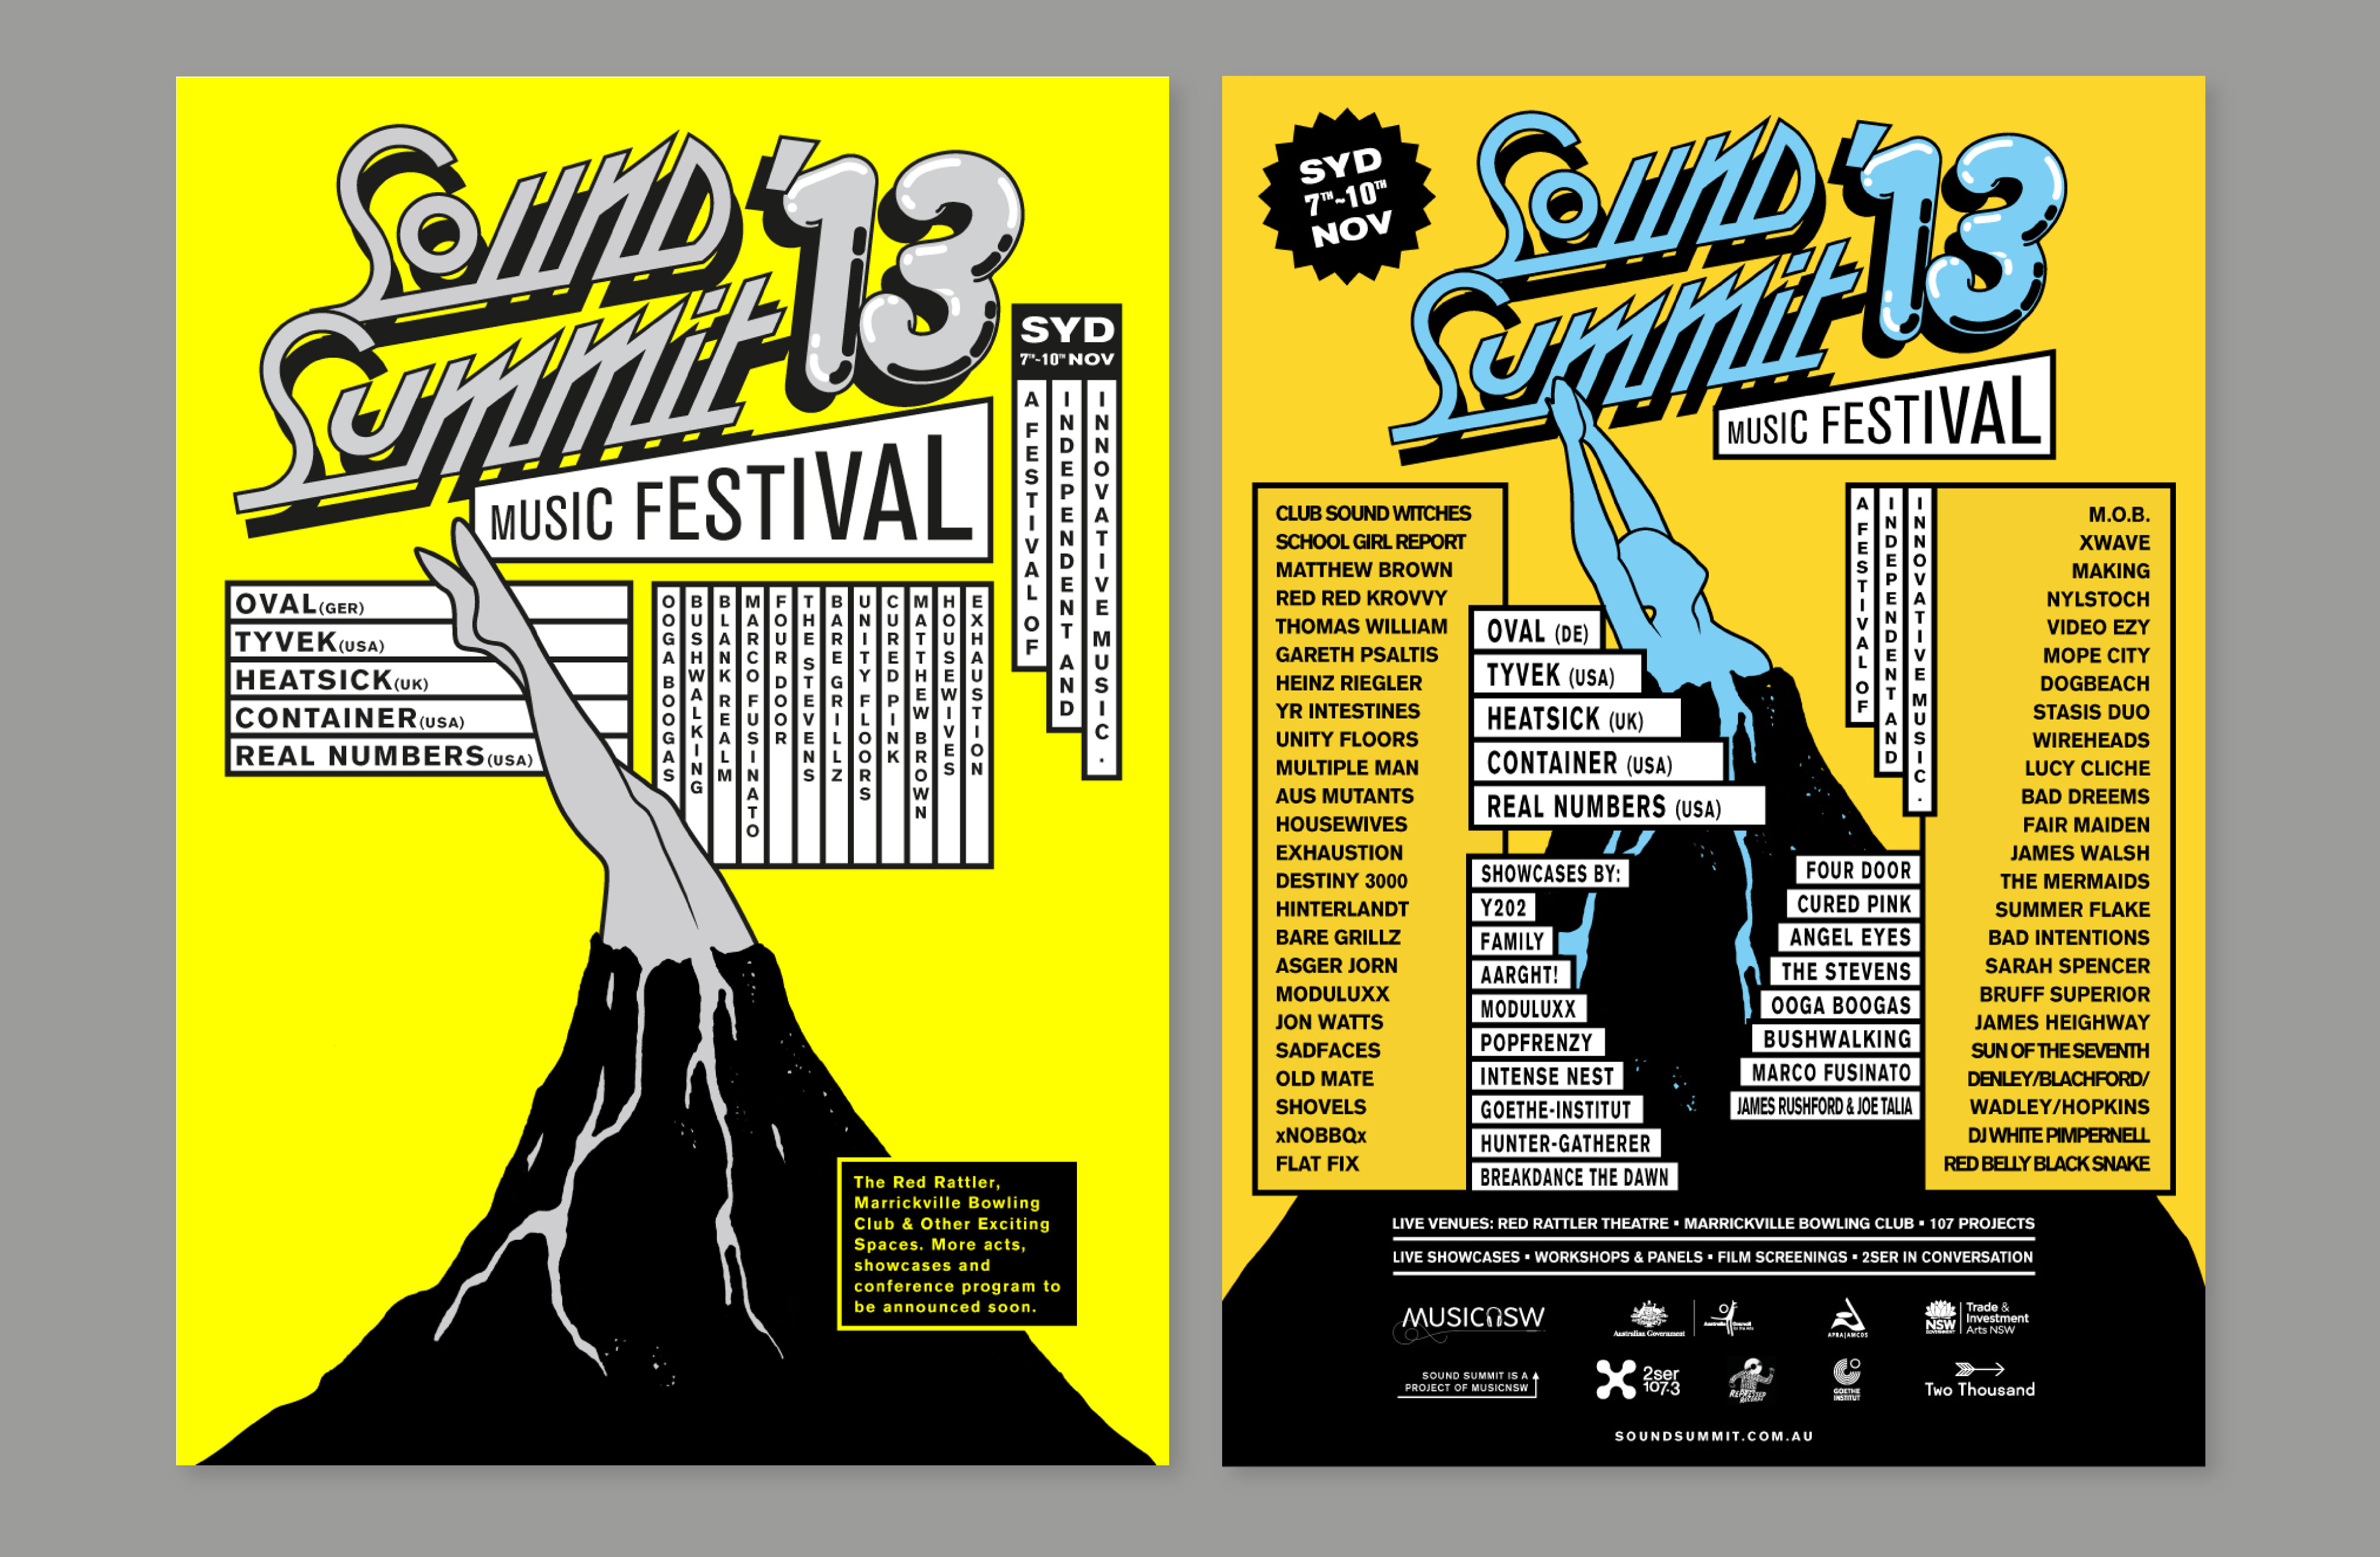 Sound '13
Summit
MUSIC FESTIVAL
SYD
7TH~10TH NOV
A FESTIVAL OF
INDEPENDENT AND
INNOVATIVE MUSIC.
OVAL(GER)
TYVEK(USA)
HEATSICK(UK)
CONTAINER(USA)
REAL NUMBERS(USA)
OOGA BOOGAS
BUSHWALKING
BLANK REALM
MARCO FUSINATO
FOUR DOOR
THE STEVENS
BARE GRILLZ
UNITY FLOORS
CURED PINK
MATTHEW BROWN
HOUSEWIVES
EXHAUSTION
The Red Rattler,
Marrickville Bowling
Club & Other Exciting
Spaces. More acts,
showcases and
conference program to
be announced soon.
SYD
7TH~10TH
NOV
Sound '13
Summit
MUSIC FESTIVAL
CLUB SOUND WITCHES
SCHOOL GIRL REPORT
MATTHEW BROWN
RED RED KROVVY
THOMAS WILLIAM
GARETH PSALTIS
HEINZ RIEGLER
YR INTESTINES
UNITY FLOORS
MULTIPLE MAN
AUS MUTANTS
HOUSEWIVES
EXHAUSTION
DESTINY 3000
HINTERLANDT
BARE GRILLZ
ASGER JORN
MODULUXX
JON WATTS
SADFACES
OLD MATE
SHOVELS
xNOBBQx
FLAT FIX
OVAL (DE)
TYVEK (USA)
HEATSICK (UK)
CONTAINER (USA)
REAL NUMBERS (USA)
SHOWCASES BY:
Y202
FAMILY
AARGHT!
MODULUXX
POPFRENZY
INTENSE NEST
GOETHE-INSTITUT
HUNTER-GATHERER
BREAKDANCE THE DAWN
FOUR DOOR
CURED PINK
ANGEL EYES
THE STEVENS
OOGA BOOGAS
BUSHWALKING
MARCO FUSINATO
JAMES RUSHFORD & JOE TALIA
A FESTIVAL OF
INDEPENDENT AND
INNOVATIVE MUSIC.
M.O.B.
XWAVE
MAKING
NYLSTOCH
VIDEO EZY
MOPE CITY
DOGBEACH
STASIS DUO
WIREHEADS
LUCY CLICHE
BAD DREEMS
FAIR MAIDEN
JAMES WALSH
THE MERMAIDS
SUMMER FLAKE
BAD INTENTIONS
SARAH SPENCER
BRUFF SUPERIOR
JAMES HEIGHWAY
SUN OF THE SEVENTH
DENLEY/BLACHFORD/
WADLEY/HOPKINS
DJ WHITE PIMPERNELL
RED BELLY BLACK SNAKE
LIVE VENUES: RED RATTLER THEATRE ▪ MARRICKVILLE BOWLING CLUB ▪ 107 PROJECTS
LIVE SHOWCASES ▪ WORKSHOPS & PANELS ▪ FILM SCREENINGS ▪ 2SER IN CONVERSATION
MUSICNSW
Australian Government
APRA|AMCOS
NSW
GOVERNMENT
Trade &
Investment
Arts NSW
SOUND SUMMIT IS A
PROJECT OF MUSICNSW
2ser
107.3
REPRESSED
RECORDS
GOETHE
INSTITUT
Two Thousand
SOUNDSUMMIT.COM.AU